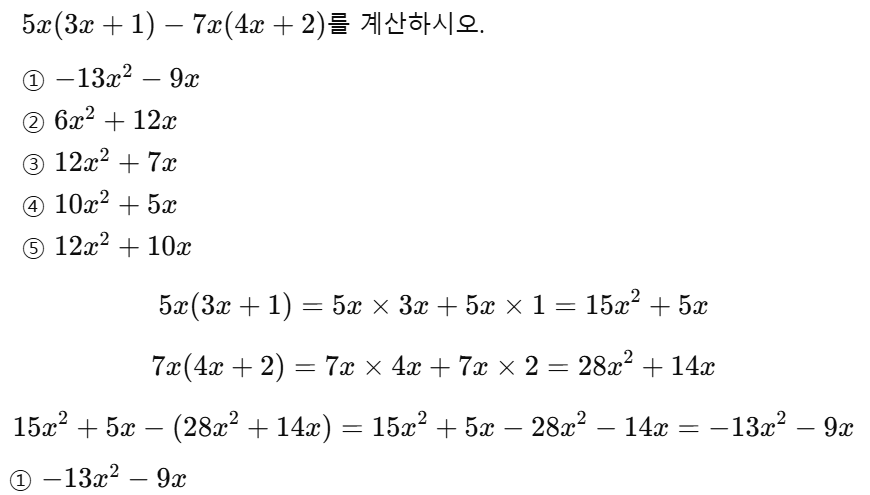 5x(3x + 1) − 7x(4x + 2)를 계산하시오.
① −13x² − 9x
② 6x² + 12x
③ 12x² + 7x
④ 10x² + 5x
⑤ 12x² + 10x
5x(3x + 1) = 5x × 3x + 5x × 1 = 15x² + 5x
7x(4x + 2) = 7x × 4x + 7x × 2 = 28x² + 14x
15x² + 5x − (28x² + 14x) = 15x² + 5x − 28x² − 14x = −13x² − 9x
① −13x² − 9x